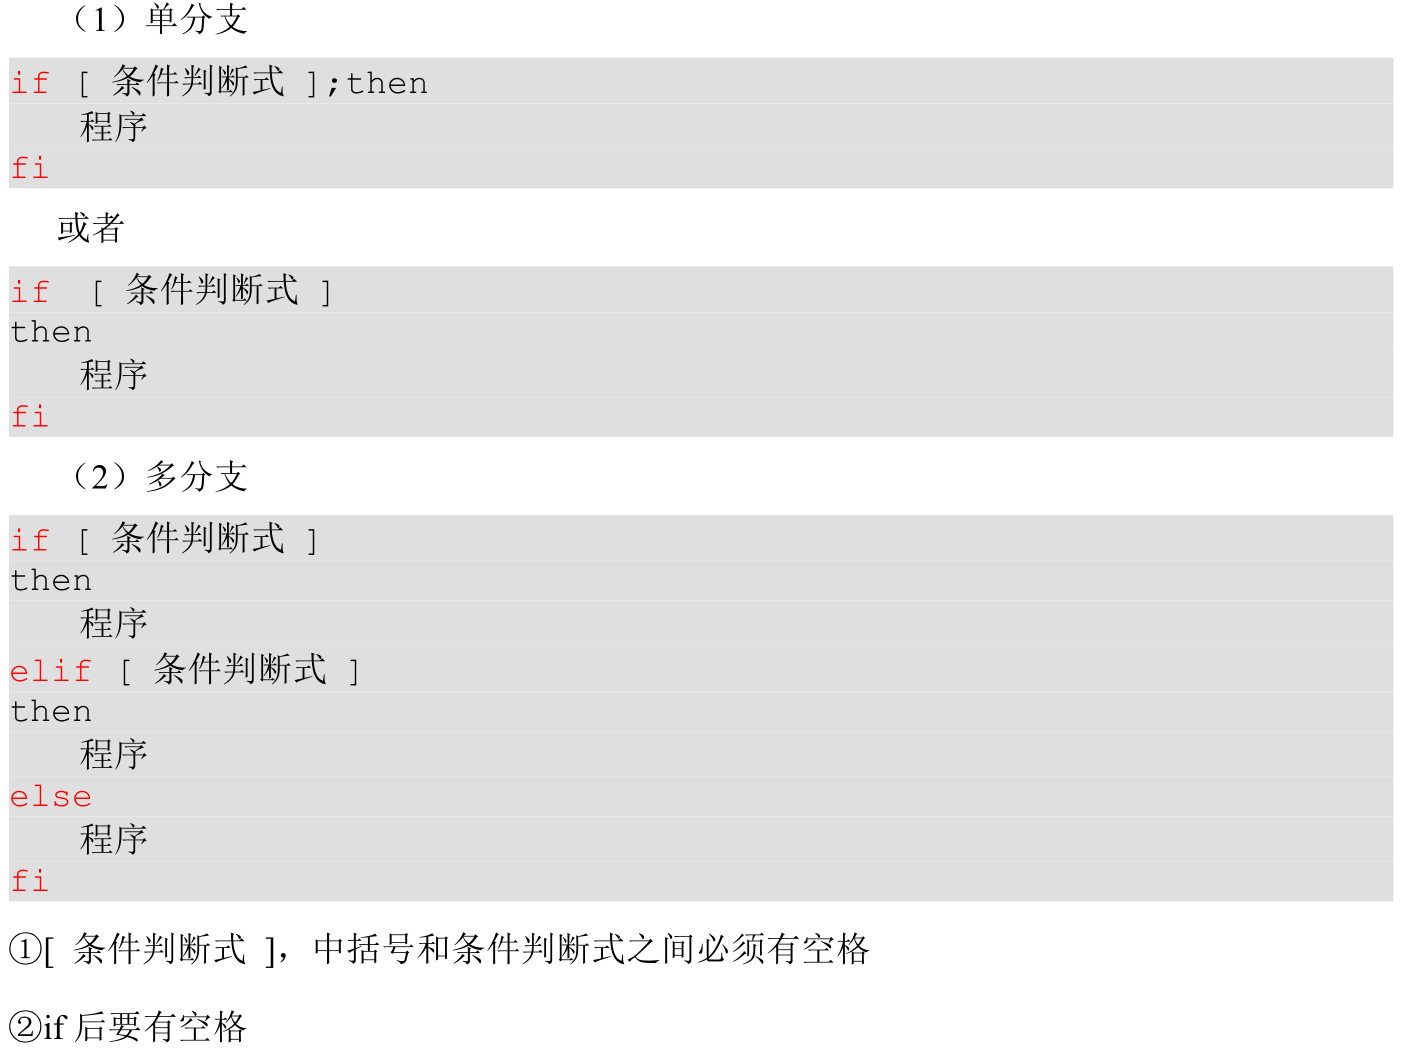 （1）单分支
if [ 条件判断式 ];then
    程序
fi
或者
if  [ 条件判断式 ]
then
    程序
fi
（2）多分支
if [ 条件判断式 ]
then
    程序
elif [ 条件判断式 ]
then
    程序
else
    程序
fi
①[ 条件判断式 ]，中括号和条件判断式之间必须有空格
②if 后要有空格